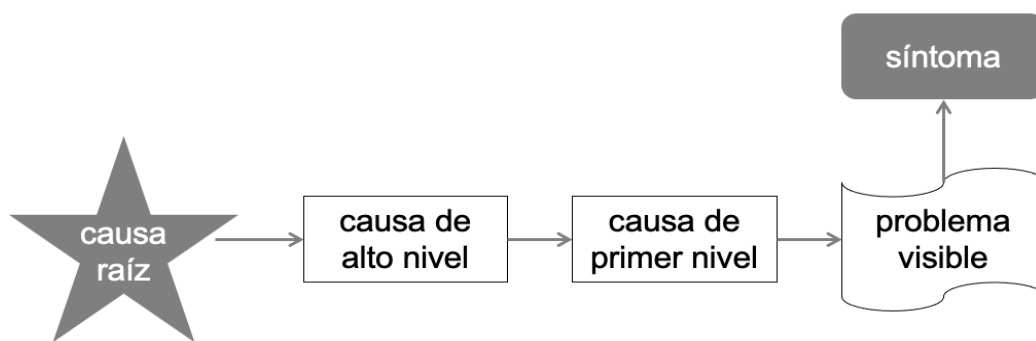 síntoma
causa
raíz
causa de
alto nivel
causa de
primer nivel
problema
visible